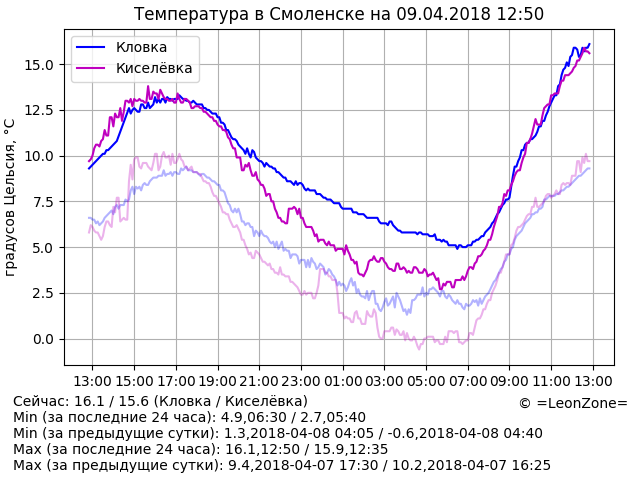 Температура в Смоленске на 09.04.2018 12:50
Кловка
Киселёвка
градусов Цельсия, °C
15.0
12.5
10.0
7.5
5.0
2.5
0.0
13:00 15:00 17:00 19:00 21:00 23:00 01:00 03:00 05:00 07:00 09:00 11:00 13:00
Сейчас: 16.1 / 15.6 (Кловка / Киселёвка)
© =LeonZone=
Min (за последние 24 часа): 4.9,06:30 / 2.7,05:40
Min (за предыдущие сутки): 1.3,2018-04-08 04:05 / -0.6,2018-04-08 04:40
Max (за последние 24 часа): 16.1,12:50 / 15.9,12:35
Max (за предыдущие сутки): 9.4,2018-04-07 17:30 / 10.2,2018-04-07 16:25